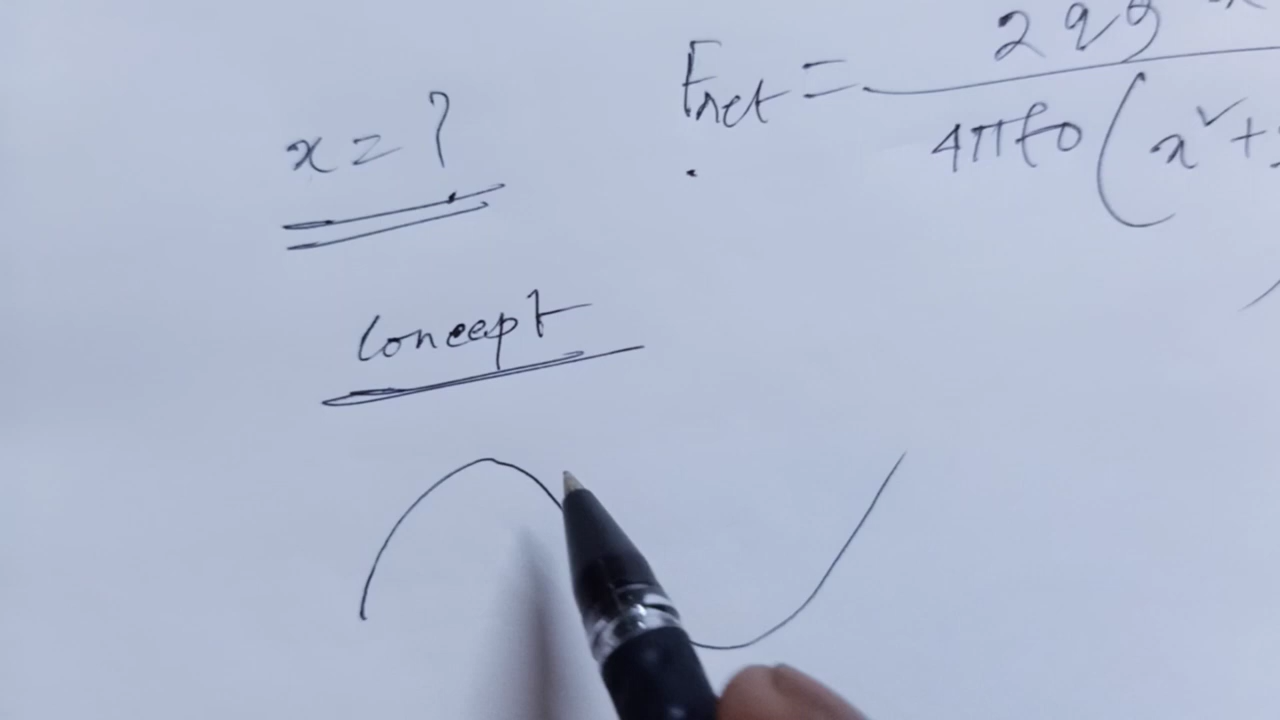 x = ?
Fnet = 2qq x
4πε0 (x² +
Concept